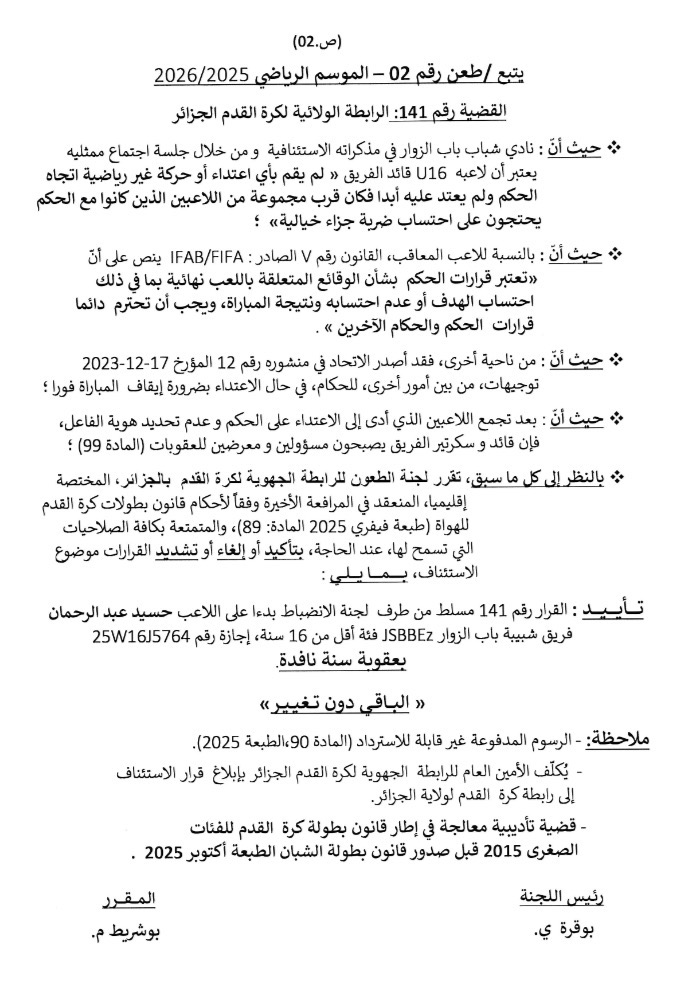 (ص.02)
يتبع /طعن رقم 02 – الموسم الرياضي 2026/2025
القضية رقم 141: الرابطة الولائية لكرة القدم الجزائر
❖ حيث أنّ : نادي شباب باب الزوار في مذكراته الاستئنافية و من خلال جلسة اجتماع ممثليه
يعتبر أن لاعبه U16 قائد الفريق « لم يقم بأي اعتداء أو حركة غير رياضية اتجاه
الحكم ولم يعتد عليه أبدا فكان قرب مجموعة من اللاعبين الذين كانوا مع الحكم
يحتجون على احتساب ضربة جزاء خيالية» ؛
❖ حيث أنّ : بالنسبة للاعب المعاقب، القانون رقم V الصادر : IFAB/FIFA ينص على أنّ
«تعتبر قرارات الحكم بشأن الوقائع المتعلقة باللعب نهائية بما في ذلك
احتساب الهدف أو عدم احتسابه ونتيجة المباراة، ويجب أن تحترم دائما
قرارات الحكم والحكام الآخرين » .
❖ حيث أنّ : من ناحية أخرى، فقد أصدر الاتحاد في منشوره رقم 12 المؤرخ 17-12-2023
توجيهات، من بين أمور أخرى، للحكام، في حال الاعتداء بضرورة إيقاف المباراة فورا ؛
❖ حيث أنّ : بعد تجمع اللاعبين الذي أدى إلى الاعتداء على الحكم و عدم تحديد هوية الفاعل،
فإن قائد و سكرتير الفريق يصبحون مسؤولين و معرضين للعقوبات (المادة 99) ؛
❖ بالنظر إلى كل ما سبق، تقرر لجنة الطعون للرابطة الجهوية لكرة القدم بالجزائر، المختصة
إقليميا، المنعقد في المرافعة الأخيرة وفقاً لأحكام قانون بطولات كرة القدم
للهواة (طبعة فيفري 2025 المادة: 89)، والمتمتعة بكافة الصلاحيات
التي تسمح لها، عند الحاجة، بتأكيد أو إلغاء أو تشديد القرارات موضوع
الاستئناف، بــمــا يــلي :
تــأيــيــد : القرار رقم 141 مسلط من طرف لجنة الانضباط بدءا على اللاعب حسيد عبد الرحمان
فريق شبيبة باب الزوار JSBBEz فئة أقل من 16 سنة، إجازة رقم 25W16J5764
بعقوبة سنة نافدة.
« الباقي دون تغيير»
ملاحظة: - الرسوم المدفوعة غير قابلة للاسترداد (المادة 90،الطبعة 2025).
- يُكلّف الأمين العام للرابطة الجهوية لكرة القدم الجزائر بإبلاغ قرار الاستئناف
إلى رابطة كرة القدم لولاية الجزائر.
- قضية تأديبية معالجة في إطار قانون بطولة كرة القدم للفئات
الصغرى 2015 قبل صدور قانون بطولة الشبان الطبعة أكتوبر 2025 .
رئيس اللجنة
المـقـرر
بوقرة ي.
بوشريط م.